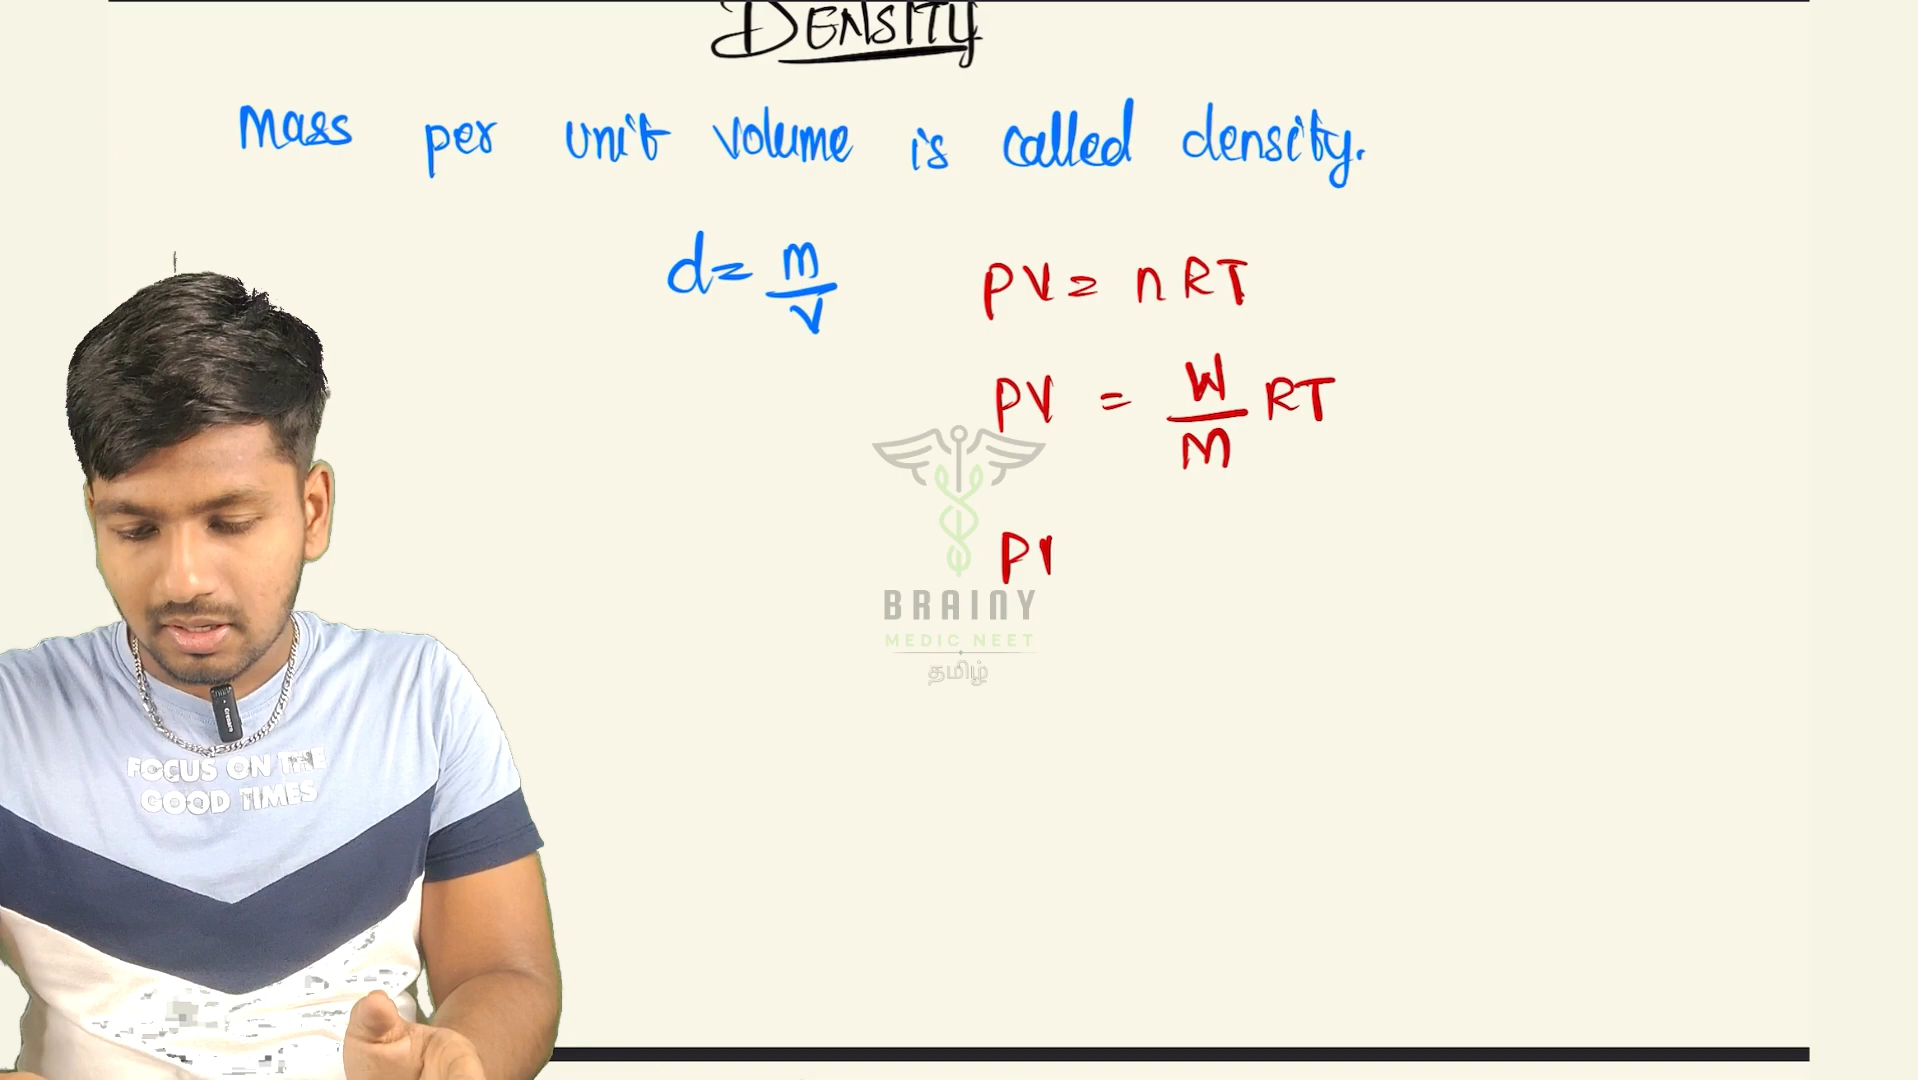 DENSITY
Mass per unit volume is called density.
d = m/V
PV = nRT
PV = W/M RT
P
BRAINY
MEDIC NEET
தமிழ்
FOCUS ON THE
GOOD TIMES